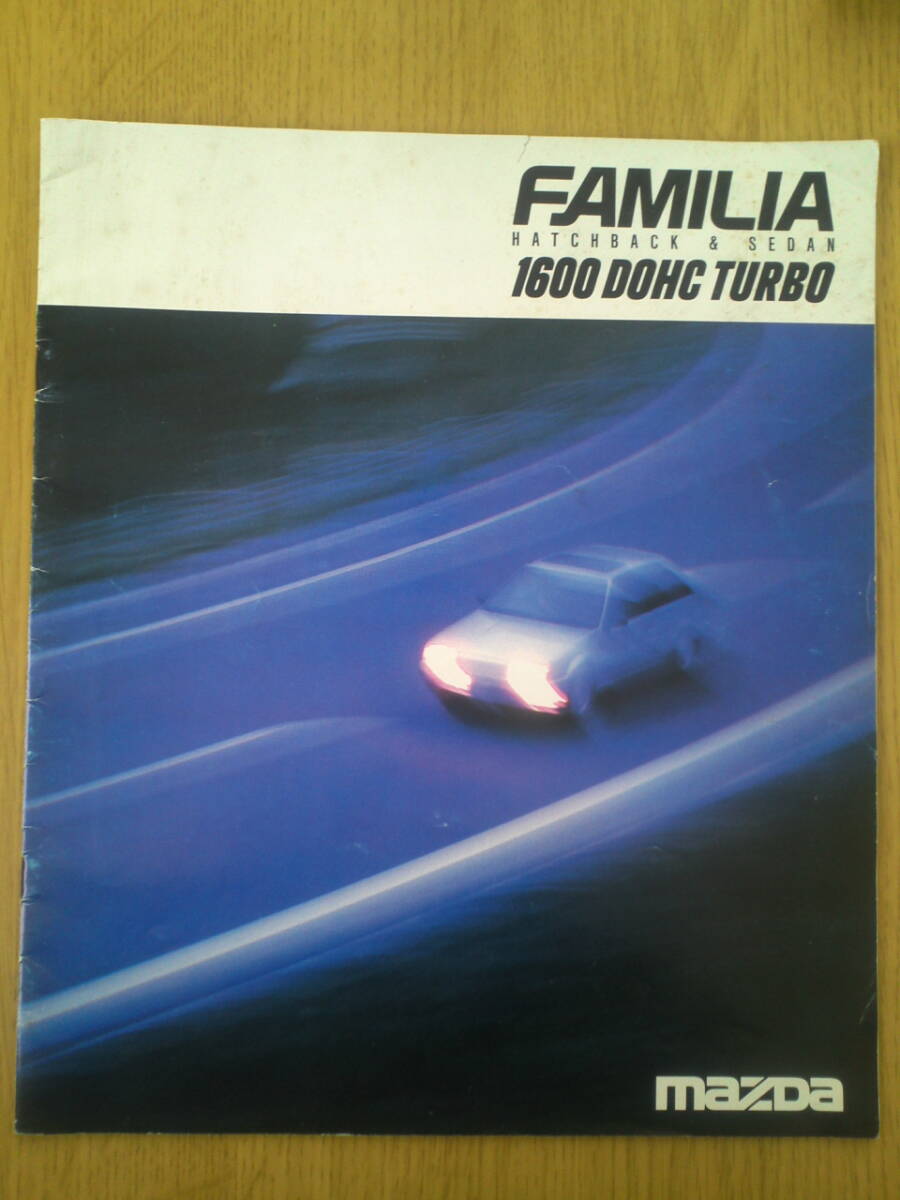 FAMILIA
HATCHBACK & SEDAN
1600 DOHC TURBO
mazda